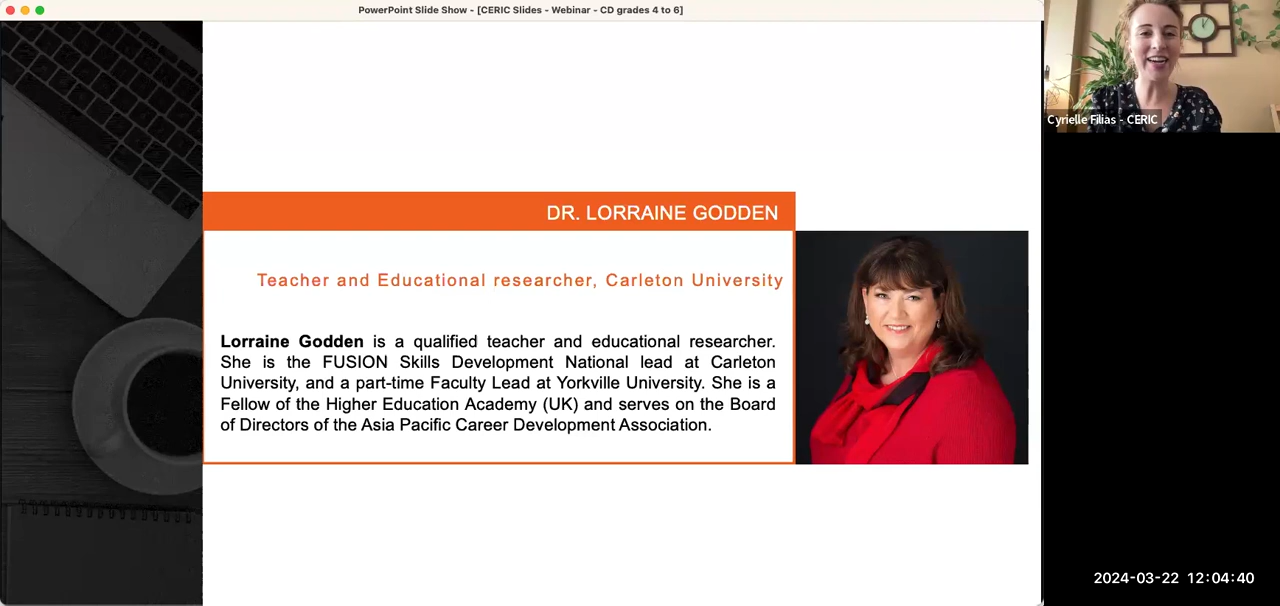 PowerPoint Slide Show - [CERIC Slides - Webinar - CD grades 4 to 6]
Cyrielle Filias - CERIC
DR. LORRAINE GODDEN
Teacher and Educational researcher, Carleton University
Lorraine Godden is a qualified teacher and educational researcher.
She is the FUSION Skills Development National lead at Carleton
University, and a part-time Faculty Lead at Yorkville University. She is a
Fellow of the Higher Education Academy (UK) and serves on the Board
of Directors of the Asia Pacific Career Development Association.
2024-03-22 12:04:40